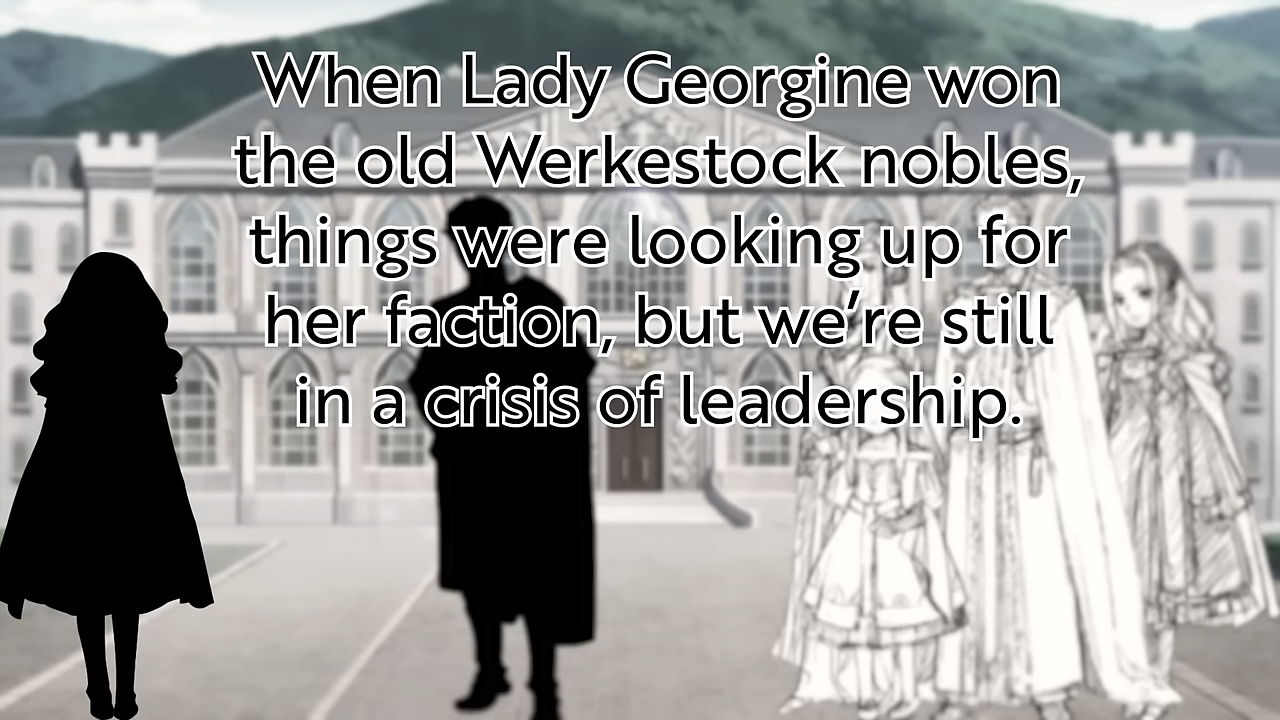 When Lady Georgine won
the old Werkestock nobles,
things were looking up for
her faction, but we’re still
in a crisis of leadership.